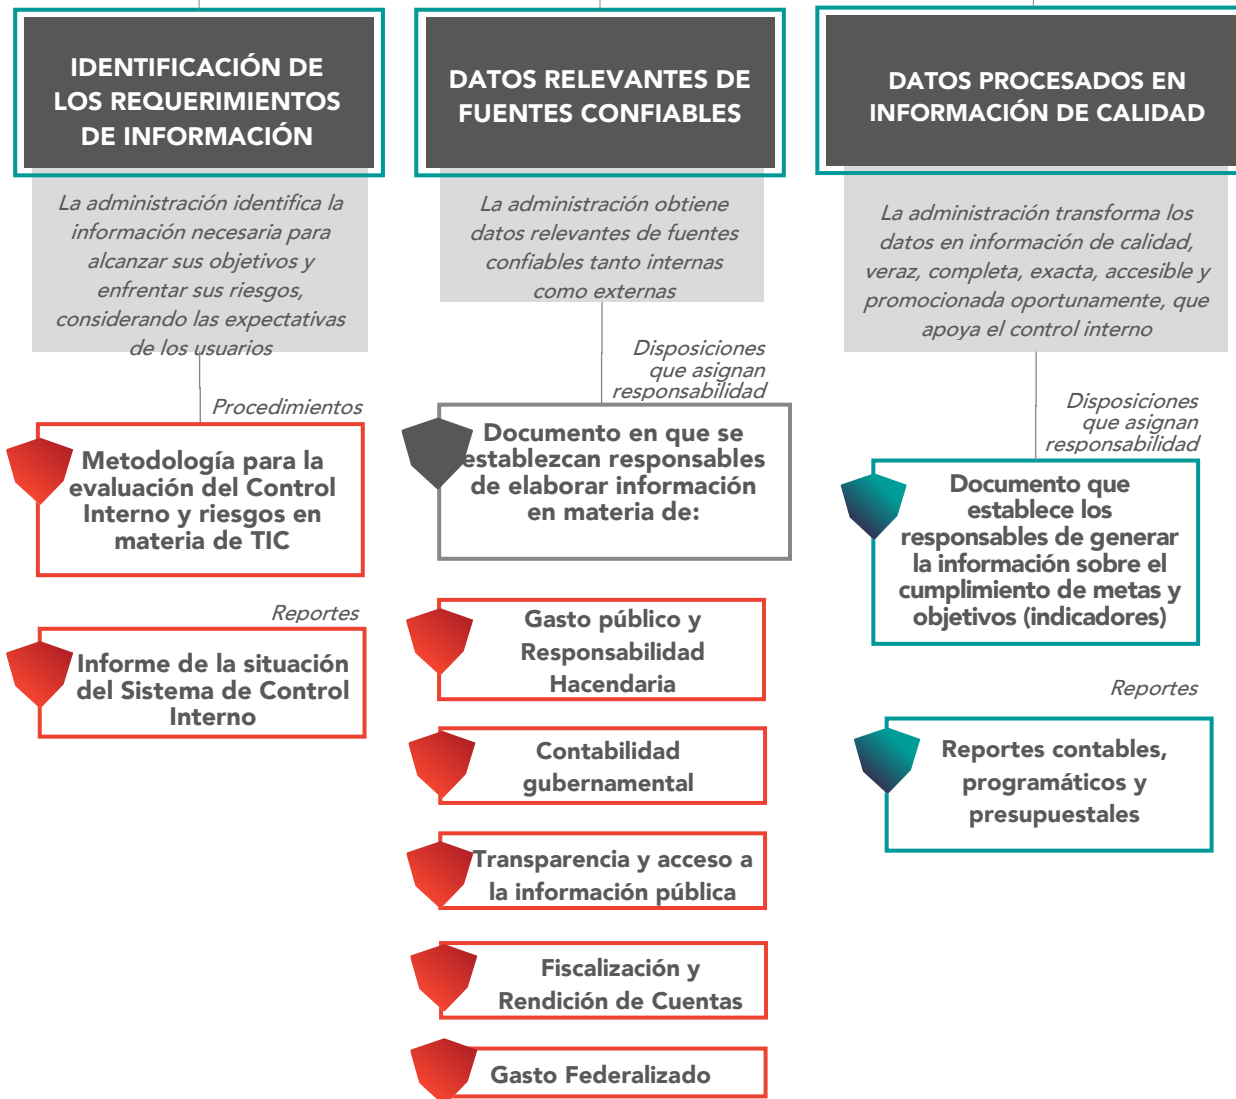 IDENTIFICACIÓN DE
LOS REQUERIMIENTOS
DE INFORMACIÓN
La administración identifica la
información necesaria para
alcanzar sus objetivos y
enfrentar sus riesgos,
considerando las expectativas
de los usuarios
Procedimientos
Metodología para la
evaluación del Control
Interno y riesgos en
materia de TIC
Reportes
Informe de la situación
del Sistema de Control
Interno
DATOS RELEVANTES DE
FUENTES CONFIABLES
La administración obtiene
datos relevantes de fuentes
confiables tanto internas
como externas
Disposiciones
que asignan
responsabilidad
Documento en que se
establezcan responsables
de elaborar información
en materia de:
Gasto público y
Responsabilidad
Hacendaria
Contabilidad
gubernamental
Transparencia y acceso a
la información pública
Fiscalización y
Rendición de Cuentas
Gasto Federalizado
DATOS PROCESADOS EN
INFORMACIÓN DE CALIDAD
La administración transforma los
datos en información de calidad,
veraz, completa, exacta, accesible y
promocionada oportunamente, que
apoya el control interno
Disposiciones
que asignan
responsabilidad
Documento que
establece los
responsables de generar
la información sobre el
cumplimiento de metas y
objetivos (indicadores)
Reportes
Reportes contables,
programáticos y
presupuestales